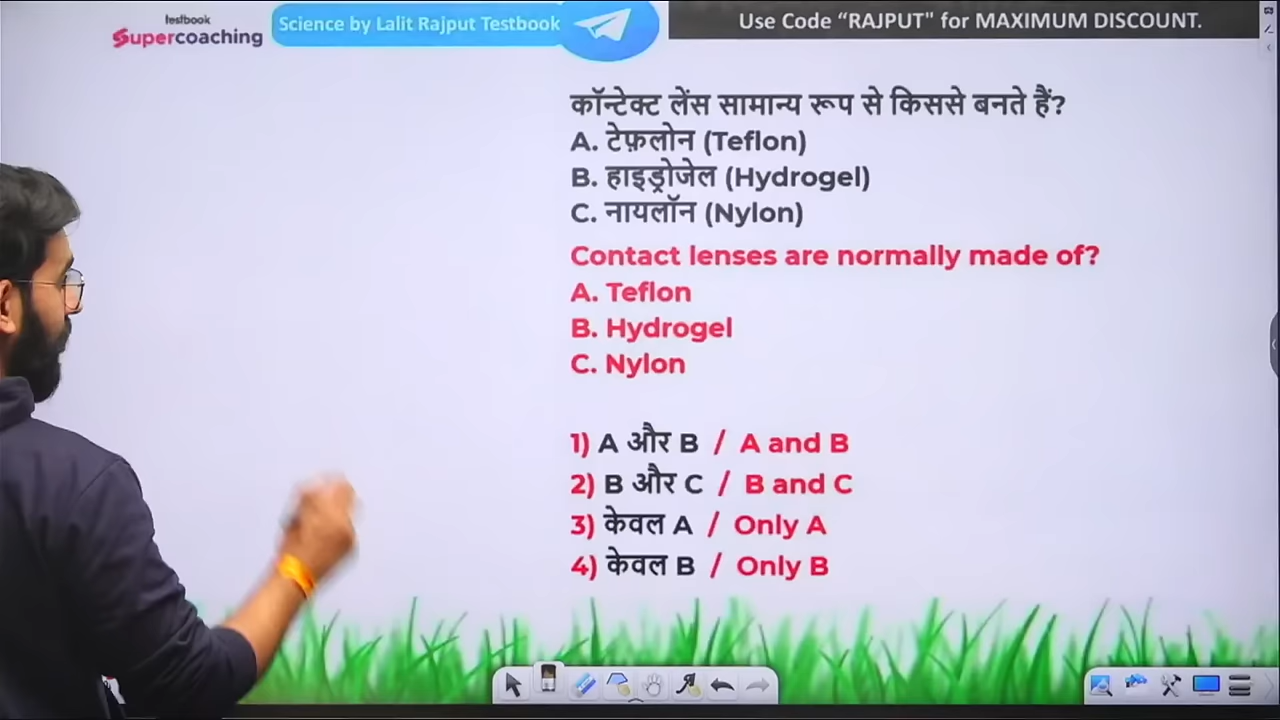 testbook
Supercoaching
Science by Lalit Rajput Testbook
Use Code “RAJPUT" for MAXIMUM DISCOUNT.
कॉन्टेक्ट लेंस सामान्य रूप से किससे बनते हैं?
A. टेफ़लोन (Teflon)
B. हाइड्रोजेल (Hydrogel)
C. नायलॉन (Nylon)
Contact lenses are normally made of?
A. Teflon
B. Hydrogel
C. Nylon
1) A और B / A and B
2) B और C / B and C
3) केवल A / Only A
4) केवल B / Only B